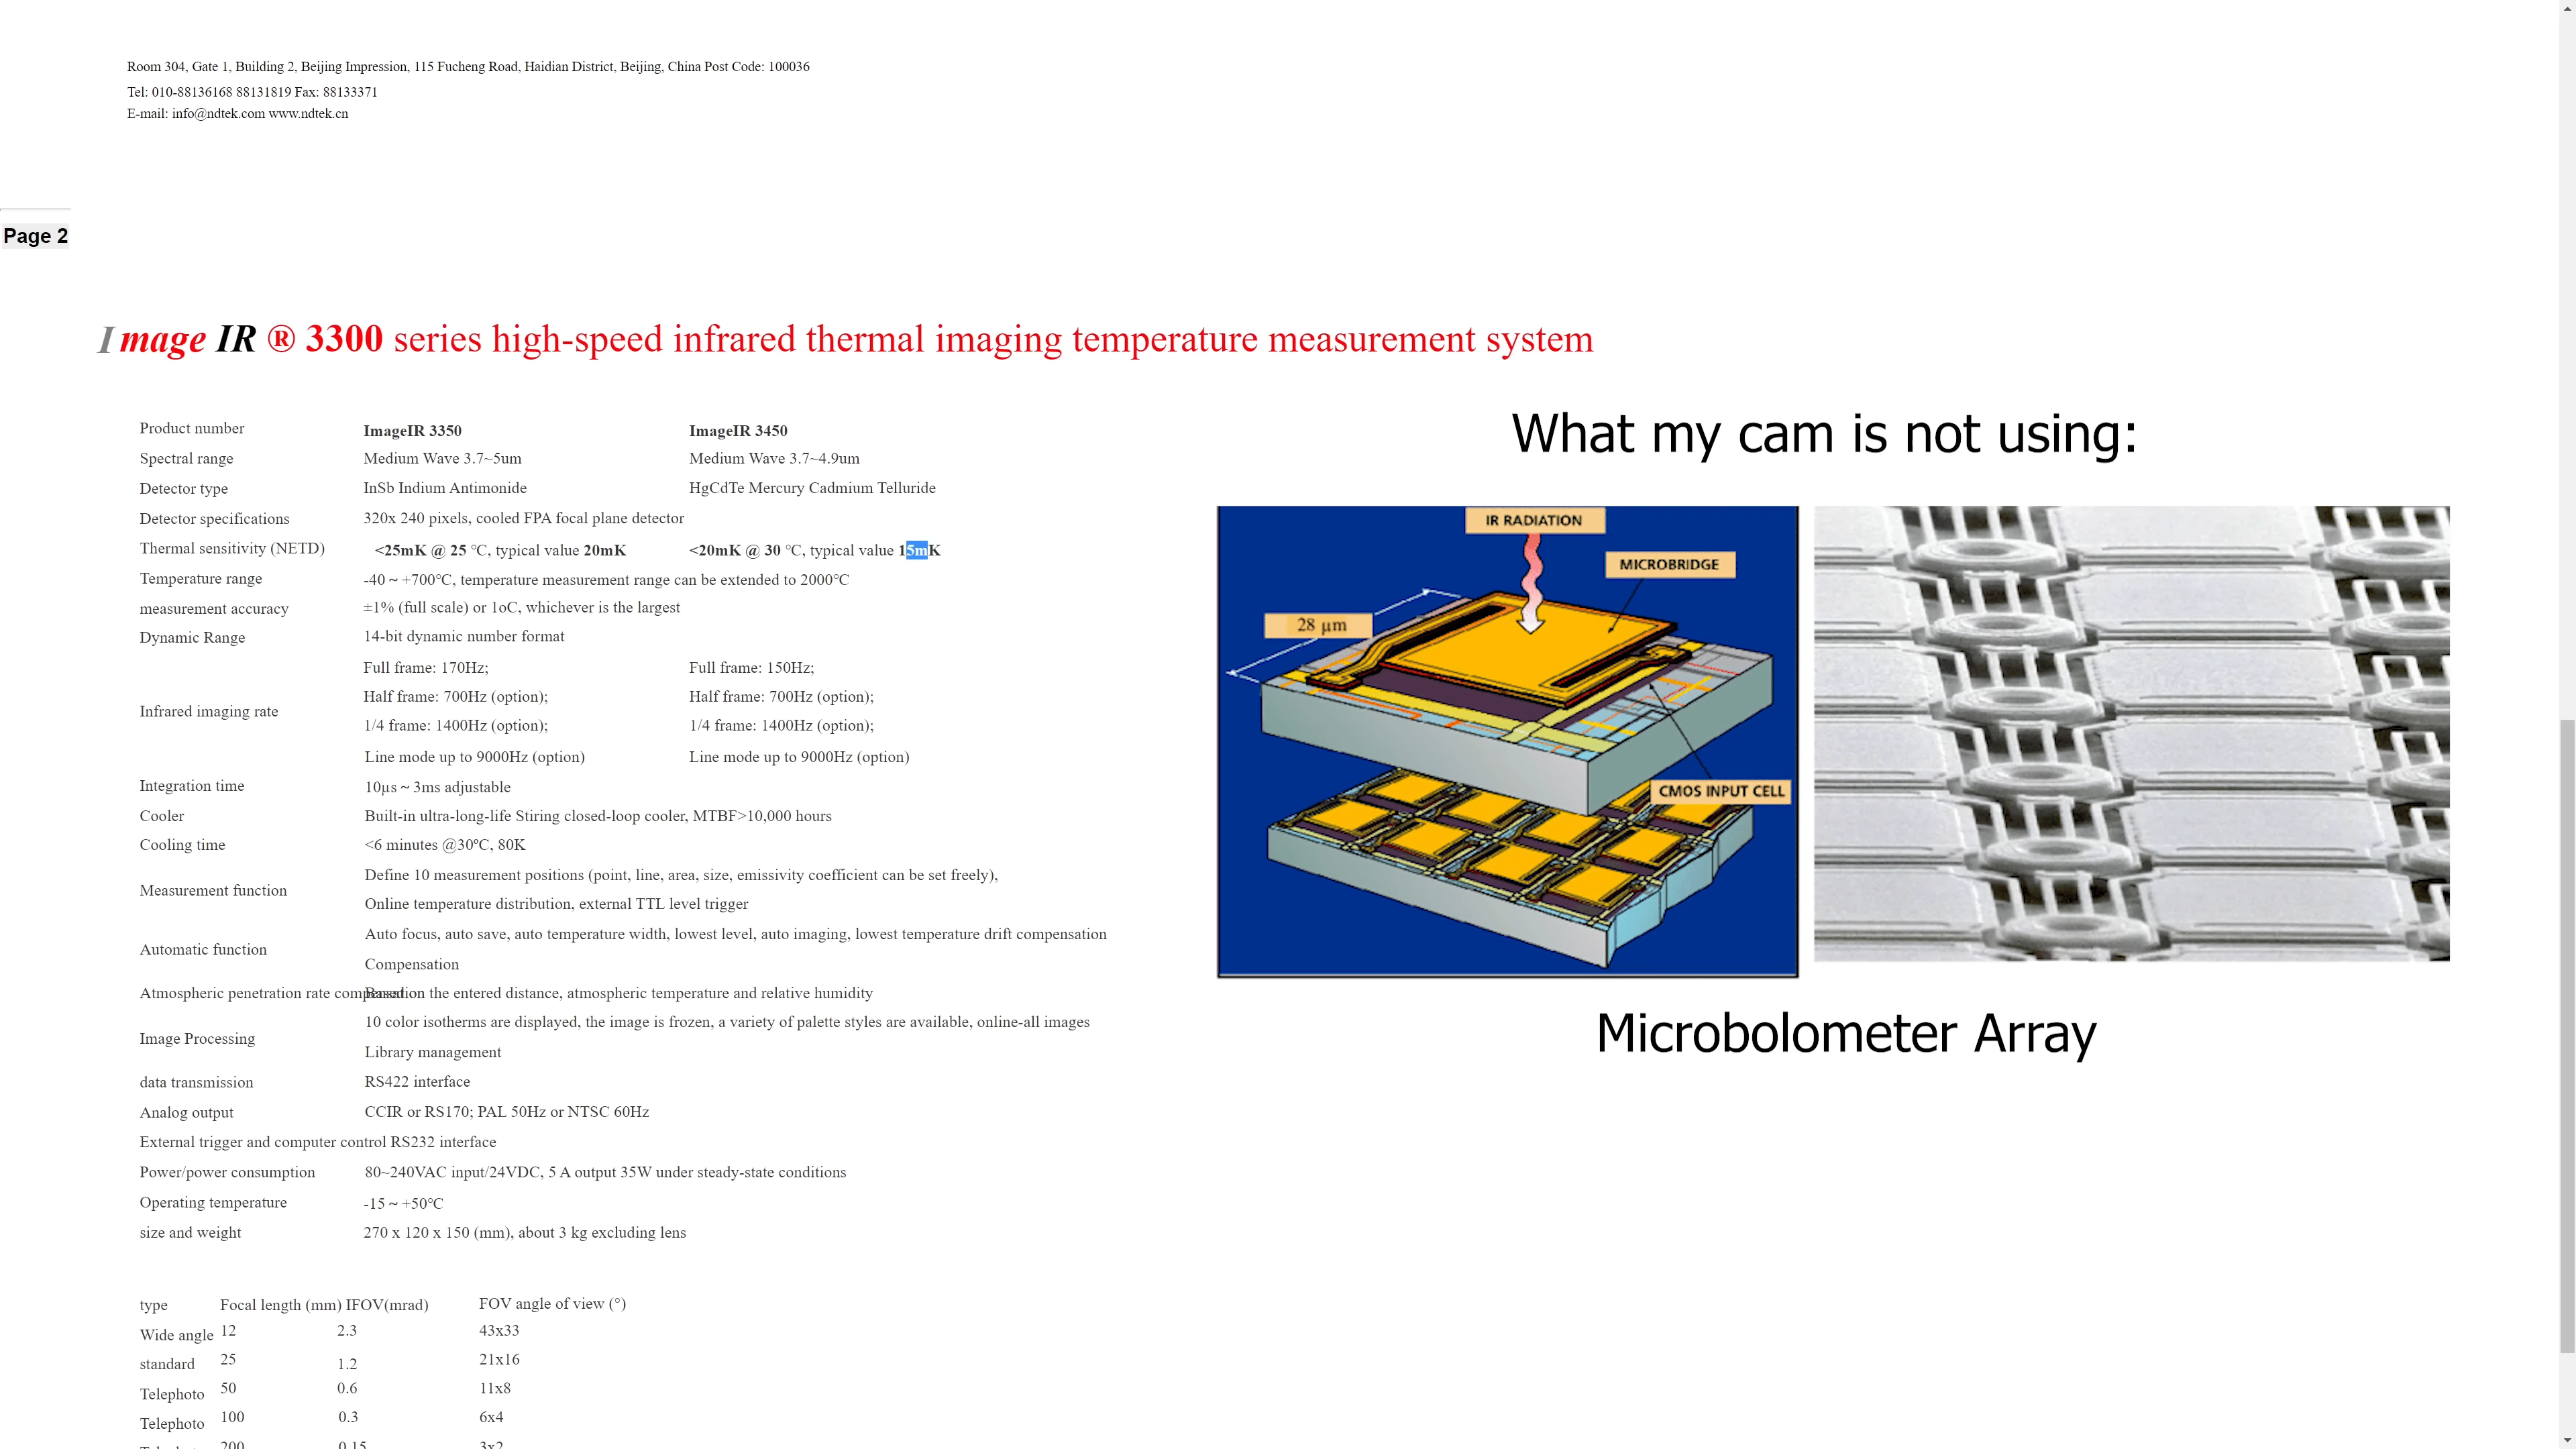 Room 304, Gate 1, Building 2, Beijing Impression, 115 Fucheng Road, Haidian District, Beijing, China Post Code: 100036
Tel: 010-88136168 88131819 Fax: 88133371
E-mail: info@ndtek.com www.ndtek.cn
Page 2
Image IR ® 3300 series high-speed infrared thermal imaging temperature measurement system
Product number ImageIR 3350 ImageIR 3450
Spectral range Medium Wave 3.7~5um Medium Wave 3.7~4.9um
Detector type InSb Indium Antimonide HgCdTe Mercury Cadmium Telluride
Detector specifications 320x 240 pixels, cooled FPA focal plane detector
Thermal sensitivity (NETD) <25mK @ 25 °C, typical value 20mK <20mK @ 30 °C, typical value 15mK
Temperature range -40 ~ +700°C, temperature measurement range can be extended to 2000°C
measurement accuracy ±1% (full scale) or 1oC, whichever is the largest
Dynamic Range 14-bit dynamic number format
Infrared imaging rate
Full frame: 170Hz; Full frame: 150Hz;
Half frame: 700Hz (option); Half frame: 700Hz (option);
1/4 frame: 1400Hz (option); 1/4 frame: 1400Hz (option);
Line mode up to 9000Hz (option) Line mode up to 9000Hz (option)
Integration time 10μs ~ 3ms adjustable
Cooler Built-in ultra-long-life Stiring closed-loop cooler, MTBF>10,000 hours
Cooling time <6 minutes @30°C, 80K
Measurement function
Define 10 measurement positions (point, line, area, size, emissivity coefficient can be set freely),
Online temperature distribution, external TTL level trigger
Automatic function
Auto focus, auto save, auto temperature width, lowest level, auto imaging, lowest temperature drift compensation
Compensation
Atmospheric penetration rate compensation Based on the entered distance, atmospheric temperature and relative humidity
Image Processing
10 color isotherms are displayed, the image is frozen, a variety of palette styles are available, online-all images
Library management
data transmission RS422 interface
Analog output CCIR or RS170; PAL 50Hz or NTSC 60Hz
External trigger and computer control RS232 interface
Power/power consumption 80~240VAC input/24VDC, 5 A output 35W under steady-state conditions
Operating temperature -15 ~ +50°C
size and weight 270 x 120 x 150 (mm), about 3 kg excluding lens
type Focal length (mm) IFOV(mrad) FOV angle of view (°)
Wide angle 12 2.3 43x33
standard 25 1.2 21x16
Telephoto 50 0.6 11x8
Telephoto 100 0.3 6x4
200 0.15 3x2
What my cam is not using:
IR RADIATION
MICROBRIDGE
28 μm
CMOS INPUT CELL
Microbolometer Array